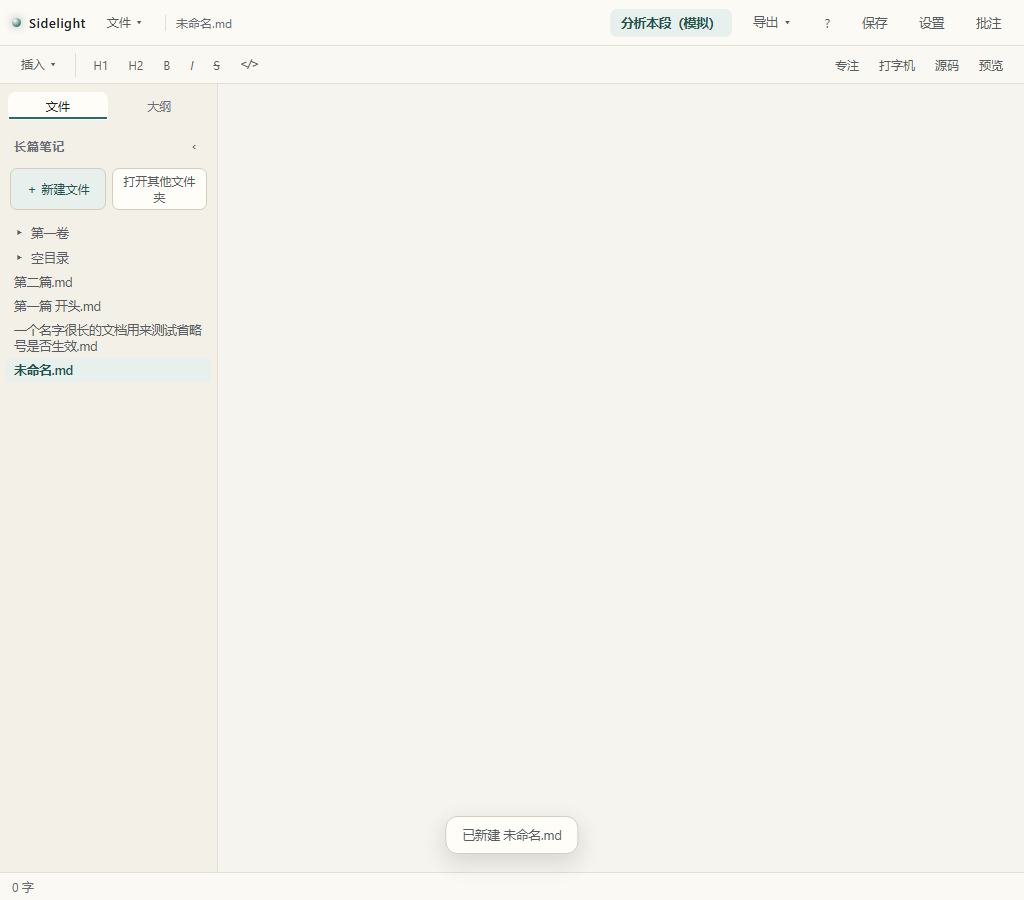 Sidelight 文件 ▾ 未命名.md 分析本段（模拟） 导出 ▾ ? 保存 设置 批注
插入 ▾ H1 H2 B I S </> 专注 打字机 源码 预览
文件 大纲
长篇笔记 ‹
+ 新建文件
打开其他文件
夹
▸ 第一卷
▸ 空目录
第二篇.md
第一篇 开头.md
一个名字很长的文档用来测试省略
号是否生效.md
未命名.md
已新建 未命名.md
0 字